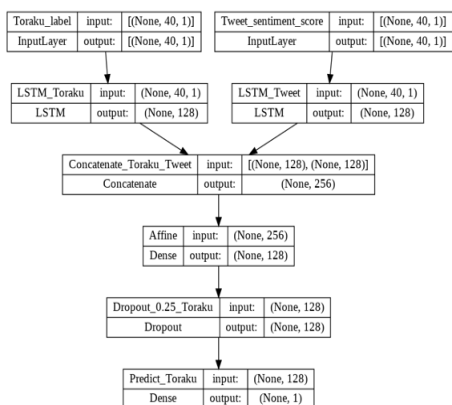 Toraku_label input: [(None, 40, 1)]
InputLayer output: [(None, 40, 1)]
Tweet_sentiment_score input: [(None, 40, 1)]
InputLayer output: [(None, 40, 1)]
LSTM_Toraku input: (None, 40, 1)
LSTM output: (None, 128)
LSTM_Tweet input: (None, 40, 1)
LSTM output: (None, 128)
Concatenate_Toraku_Tweet input: [(None, 128), (None, 128)]
Concatenate output: (None, 256)
Affine input: (None, 256)
Dense output: (None, 128)
Dropout_0.25_Toraku input: (None, 128)
Dropout output: (None, 128)
Predict_Toraku input: (None, 128)
Dense output: (None, 1)